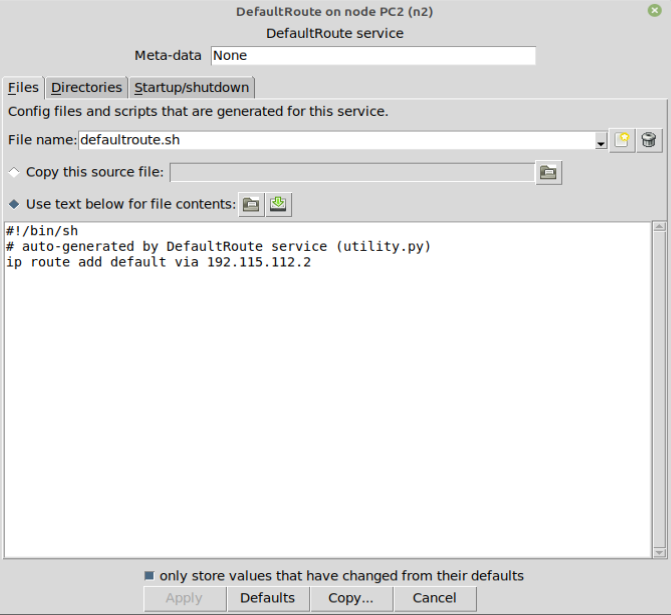 DefaultRoute on node PC2 (n2)
DefaultRoute service
Meta-data None
Files Directories Startup/shutdown
Config files and scripts that are generated for this service.
File name: defaultroute.sh
Copy this source file:
Use text below for file contents:
#!/bin/sh
# auto-generated by DefaultRoute service (utility.py)
ip route add default via 192.115.112.2
only store values that have changed from their defaults
Apply Defaults Copy... Cancel